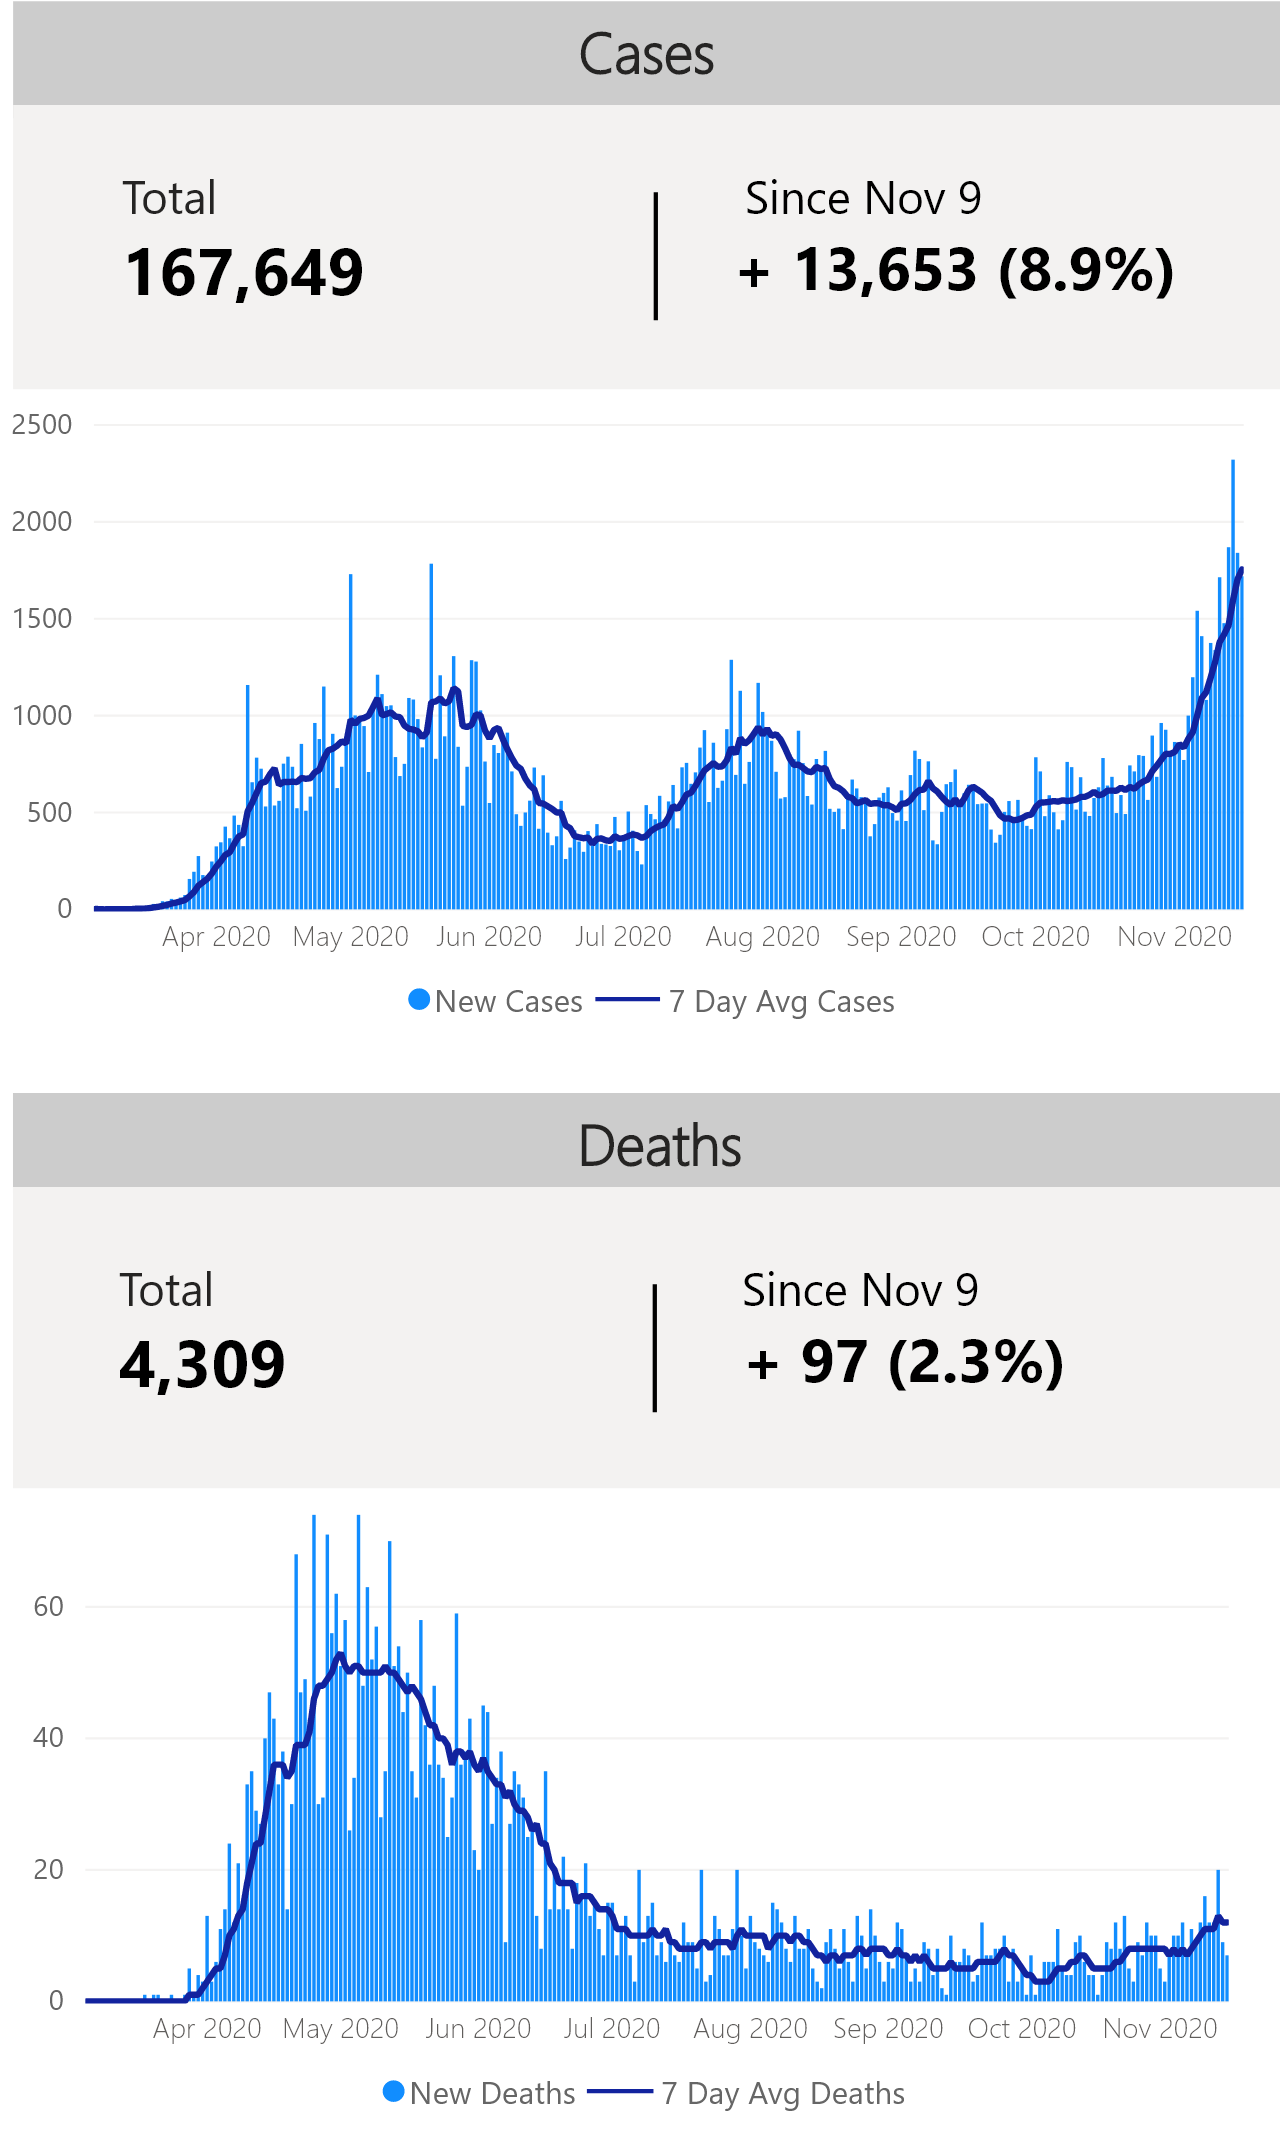 Cases
Total
Since Nov 9
167,649
+ 13,653 (8.9%)
2500
2000
1500
1000
500
0
Apr 2020 May 2020 Jun 2020 Jul 2020 Aug 2020 Sep 2020 Oct 2020 Nov 2020
New Cases 7 Day Avg Cases
Deaths
Total
Since Nov 9
4,309
+ 97 (2.3%)
60
40
20
0
Apr 2020 May 2020 Jun 2020 Jul 2020 Aug 2020 Sep 2020 Oct 2020 Nov 2020
New Deaths 7 Day Avg Deaths